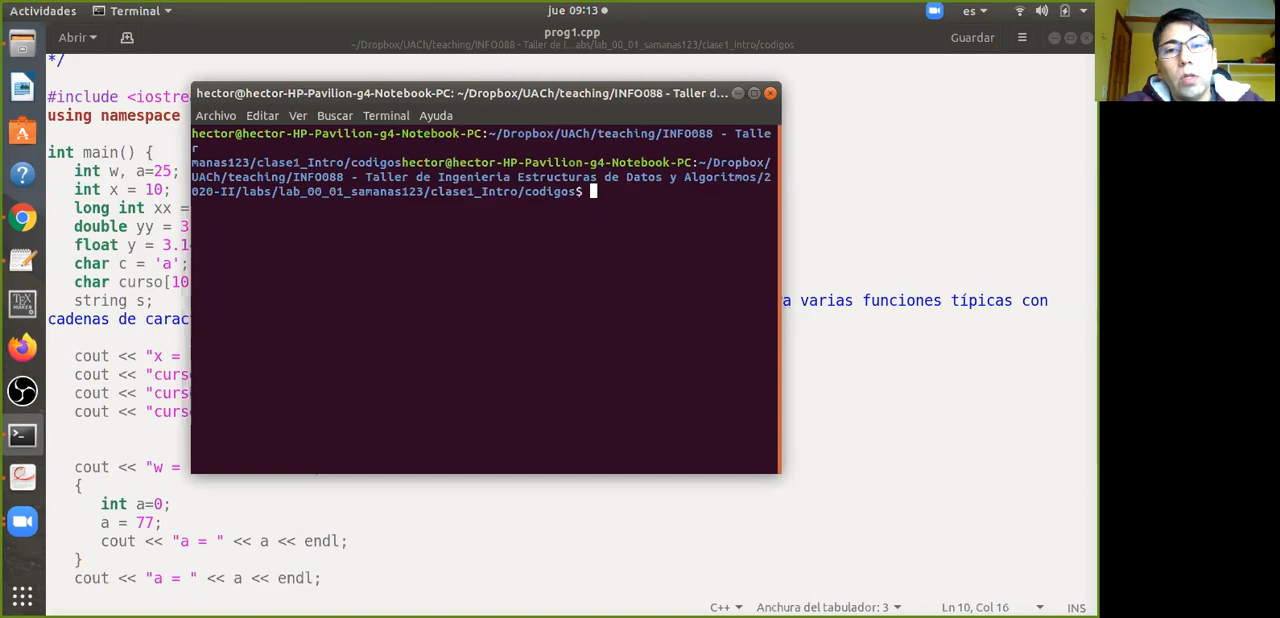 Actividades Terminal jue 09:13 es
Abrir prog1.cpp Guardar
~/Dropbox/UACh/teaching/INFO088 - Taller de I…abs/lab_00_01_samanas123/clase1_Intro/codigos
*/
#include <iostre
using namespace
int main() {
int w, a=25;
int x = 10;
long int xx =
double yy = 3
float y = 3.1
char c = 'a';
char curso[10
string s; a varias funciones típicas con
cadenas de carac
cout << "x =
cout << "curs
cout << "curs
cout << "curs
cout << "w =
{
int a=0;
a = 77;
cout << "a = " << a << endl;
}
cout << "a = " << a << endl;
hector@hector-HP-Pavilion-g4-Notebook-PC: ~/Dropbox/UACh/teaching/INFO088 - Taller d...
Archivo Editar Ver Buscar Terminal Ayuda
hector@hector-HP-Pavilion-g4-Notebook-PC:~/Dropbox/UACh/teaching/INFO088 - Talle
r
manas123/clase1_Intro/codigoshector@hector-HP-Pavilion-g4-Notebook-PC:~/Dropbox/
UACh/teaching/INFO088 - Taller de Ingenieria Estructuras de Datos y Algoritmos/2
020-II/labs/lab_00_01_samanas123/clase1_Intro/codigos$
C++ Anchura del tabulador: 3 Ln 10, Col 16 INS